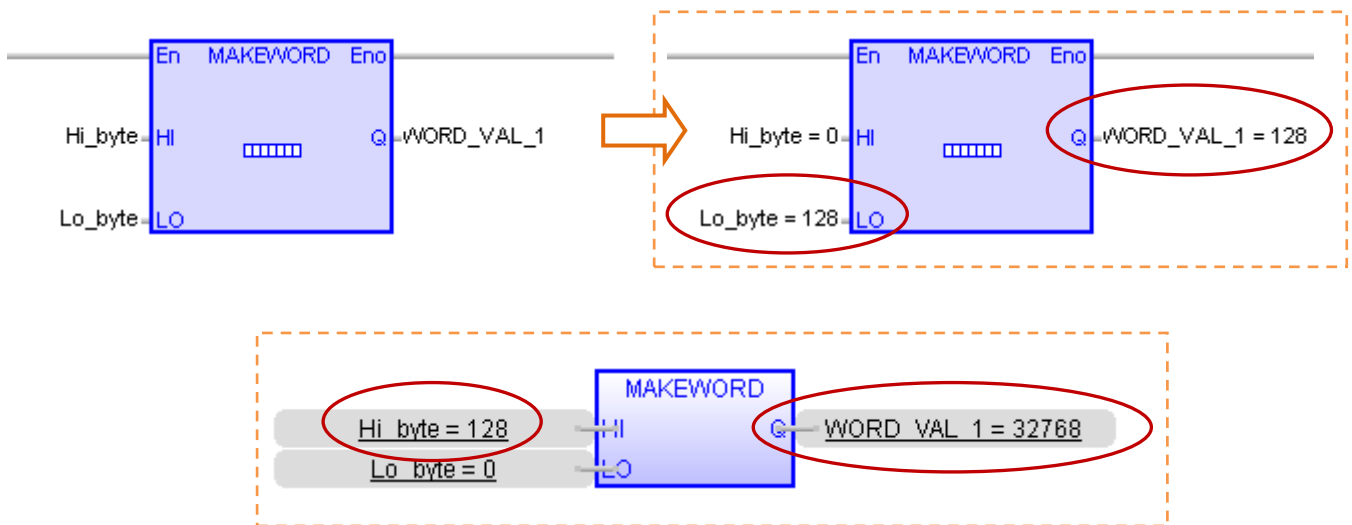 En MAKEWORD Eno
Hi_byte HI Q WORD_VAL_1
Lo_byte LO
En MAKEWORD Eno
Hi_byte = 0 HI Q WORD_VAL_1 = 128
Lo_byte = 128 LO
MAKEWORD
Hi_byte = 128 HI Q WORD_VAL_1 = 32768
Lo_byte = 0 LO